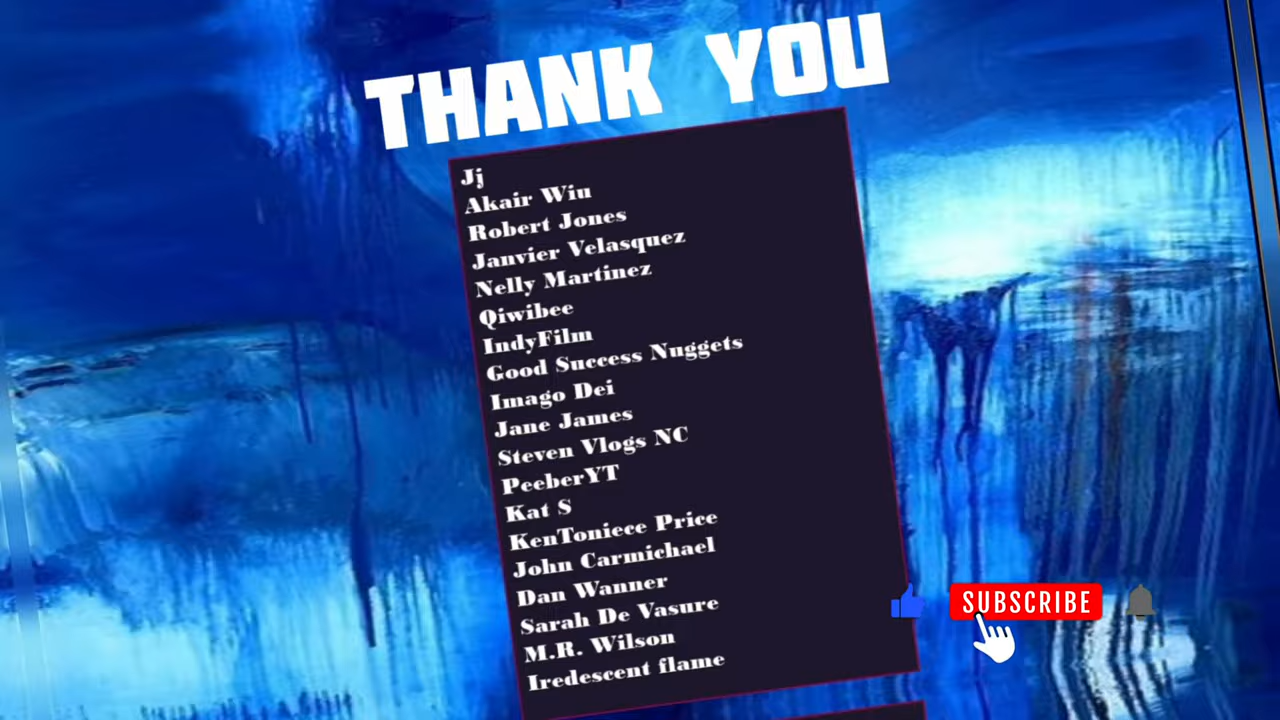 THANK YOU
Jj
Akair Wiu
Robert Jones
Janvier Velasquez
Nelly Martinez
Qiwibee
IndyFilm
Good Success Nuggets
Imago Dei
Jane James
Steven Vlogs NC
PeeberYT
Kat S
KenToniece Price
John Carmichael
Dan Wanner
Sarah De Vasure
M.R. Wilson
Iredescent flame
SUBSCRIBE